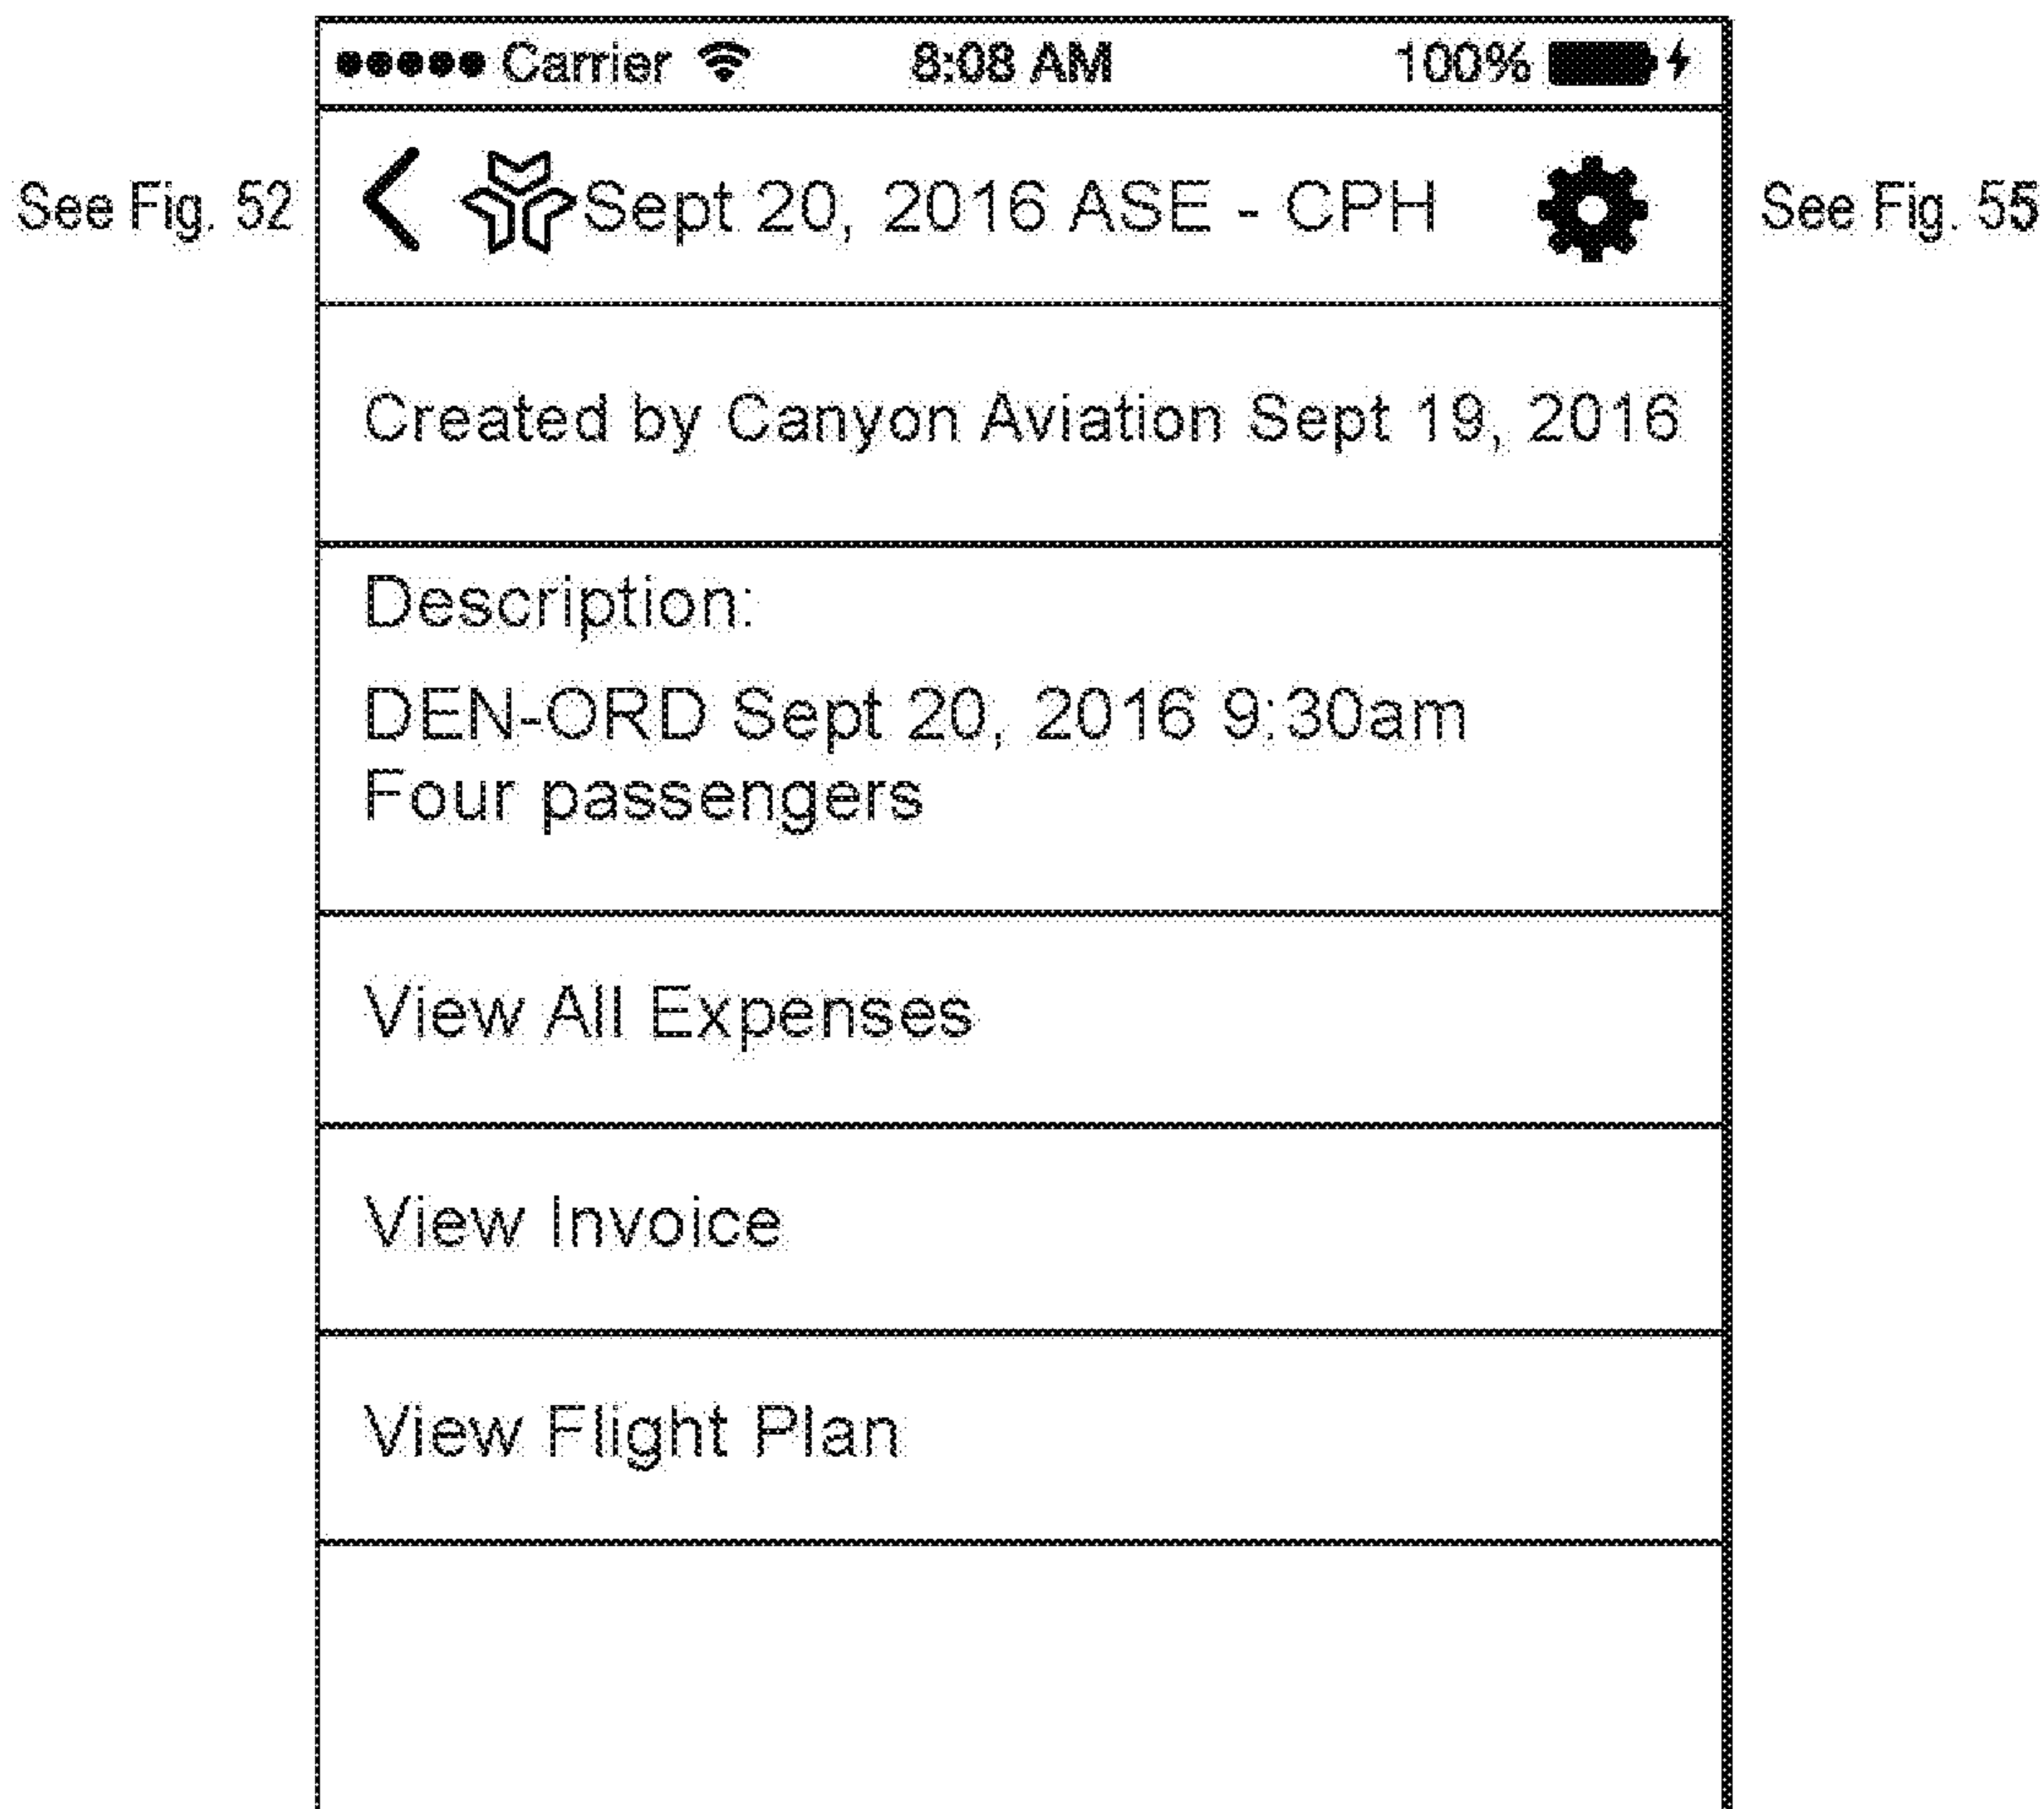 Carrier 8:08 AM 100%
See Fig. 52 Sept 20, 2016 ASE - CPH See Fig. 55
Created by Canyon Aviation Sept 19, 2016
Description:
DEN-ORD Sept 20, 2016 9:30am
Four passengers
View All Expenses
View Invoice
View Flight Plan